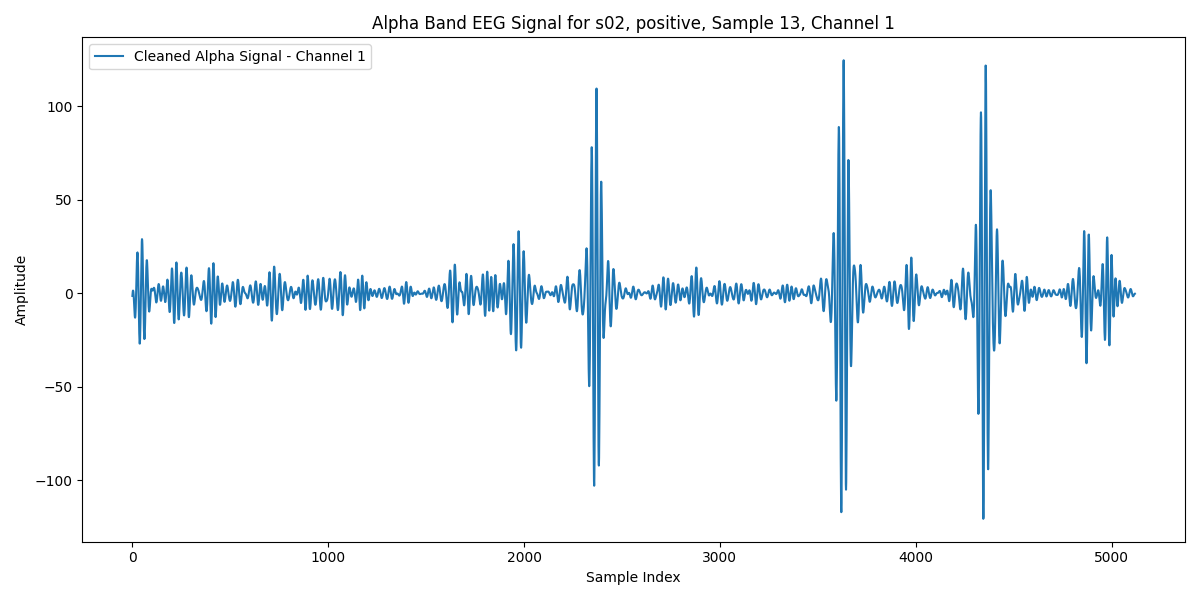 Alpha Band EEG Signal for s02, positive, Sample 13, Channel 1
Cleaned Alpha Signal - Channel 1
100
50
0
−50
−100
Amplitude
0 1000 2000 3000 4000 5000
Sample Index